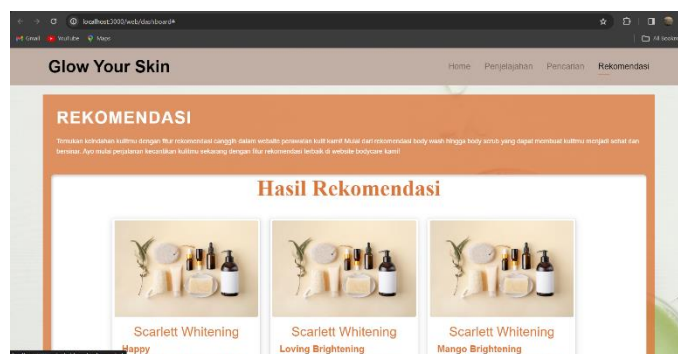 localhost:3000/web/dashboard#
Gmail YouTube Maps
All Bookm
Glow Your Skin
Home Penjelajahan Pencarian Rekomendasi
REKOMENDASI
Temukan keindahan kulitmu dengan fitur rekomendasi canggih dalam website perawatan kulit kami! Mulai dari rekomendasi body wash hingga body scrub yang dapat membuat kulitmu menjadi sehat dan
bersinar. Ayo mulai perjalanan kecantikan kulitmu sekarang dengan fitur rekomendasi terbaik di website bodycare kami!
Hasil Rekomendasi
Scarlett Whitening Scarlett Whitening Scarlett Whitening
Happy Loving Brightening Mango Brightening